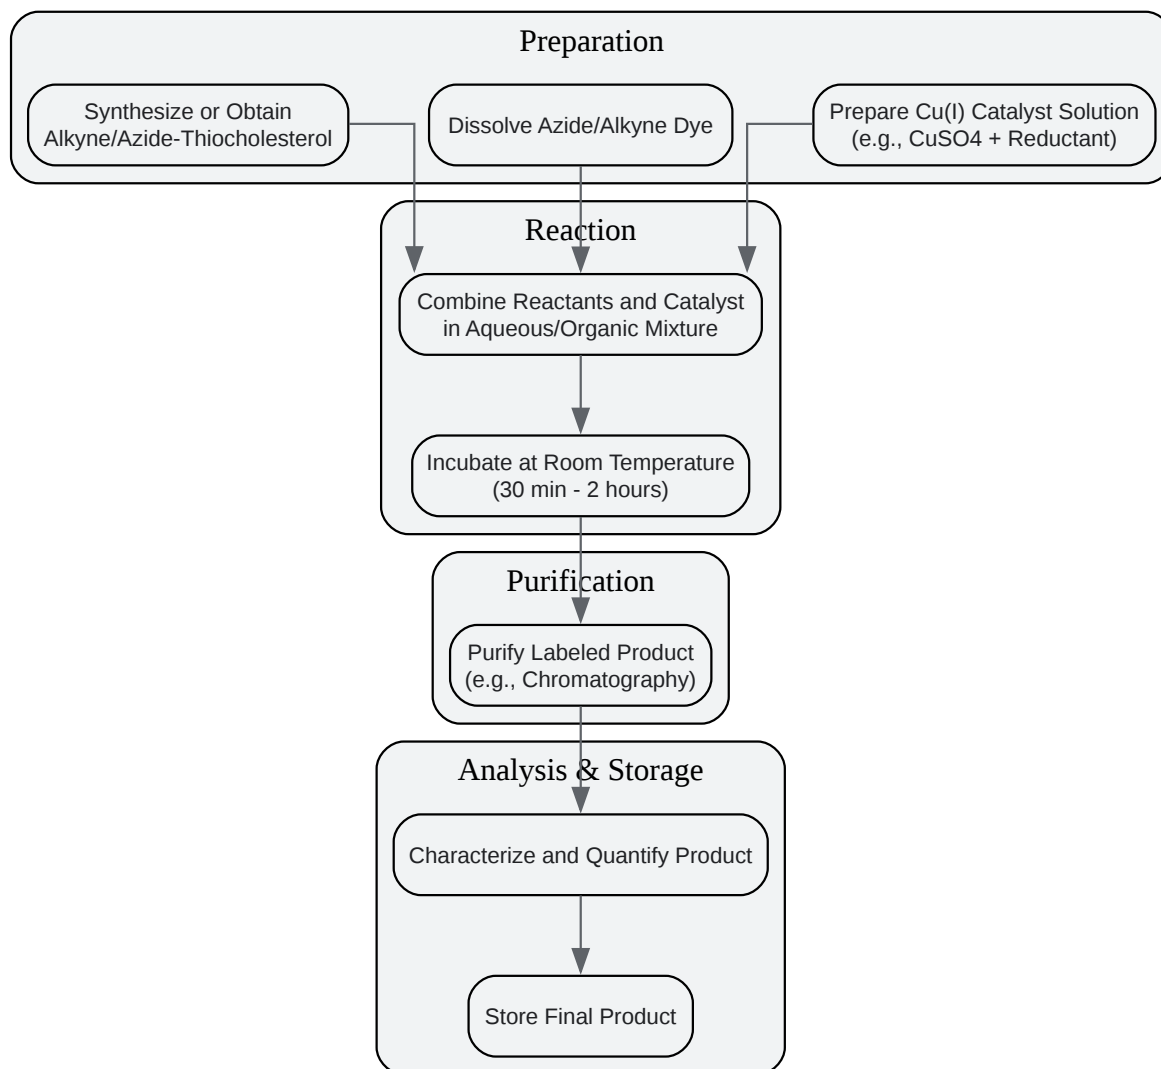 Preparation
Synthesize or Obtain
Alkyne/Azide-Thiocholesterol
Dissolve Azide/Alkyne Dye
Prepare Cu(I) Catalyst Solution
(e.g., CuSO4 + Reductant)
Reaction
Combine Reactants and Catalyst
in Aqueous/Organic Mixture
Incubate at Room Temperature
(30 min - 2 hours)
Purification
Purify Labeled Product
(e.g., Chromatography)
Analysis & Storage
Characterize and Quantify Product
Store Final Product